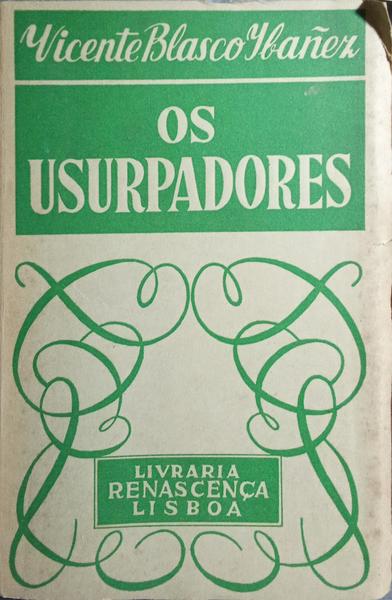 Vicente Blasco Ibañez
OS
USURPADORES
LIVRARIA
RENASCENÇA
LISBOA